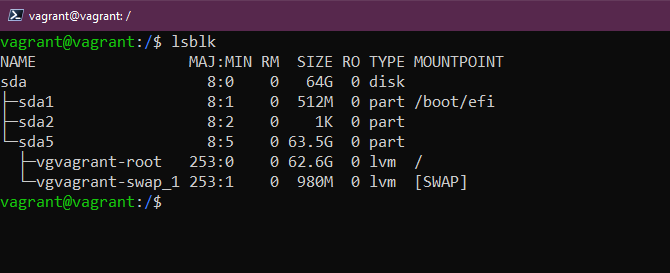 vagrant@vagrant: /
vagrant@vagrant:/$ lsblk
NAME                  MAJ:MIN RM  SIZE RO TYPE MOUNTPOINT
sda                     8:0    0   64G  0 disk
├─sda1                  8:1    0  512M  0 part /boot/efi
├─sda2                  8:2    0    1K  0 part
└─sda5                  8:5    0 63.5G  0 part
  ├─vgvagrant-root    253:0    0 62.6G  0 lvm  /
  └─vgvagrant-swap_1  253:1    0  980M  0 lvm  [SWAP]
vagrant@vagrant:/$